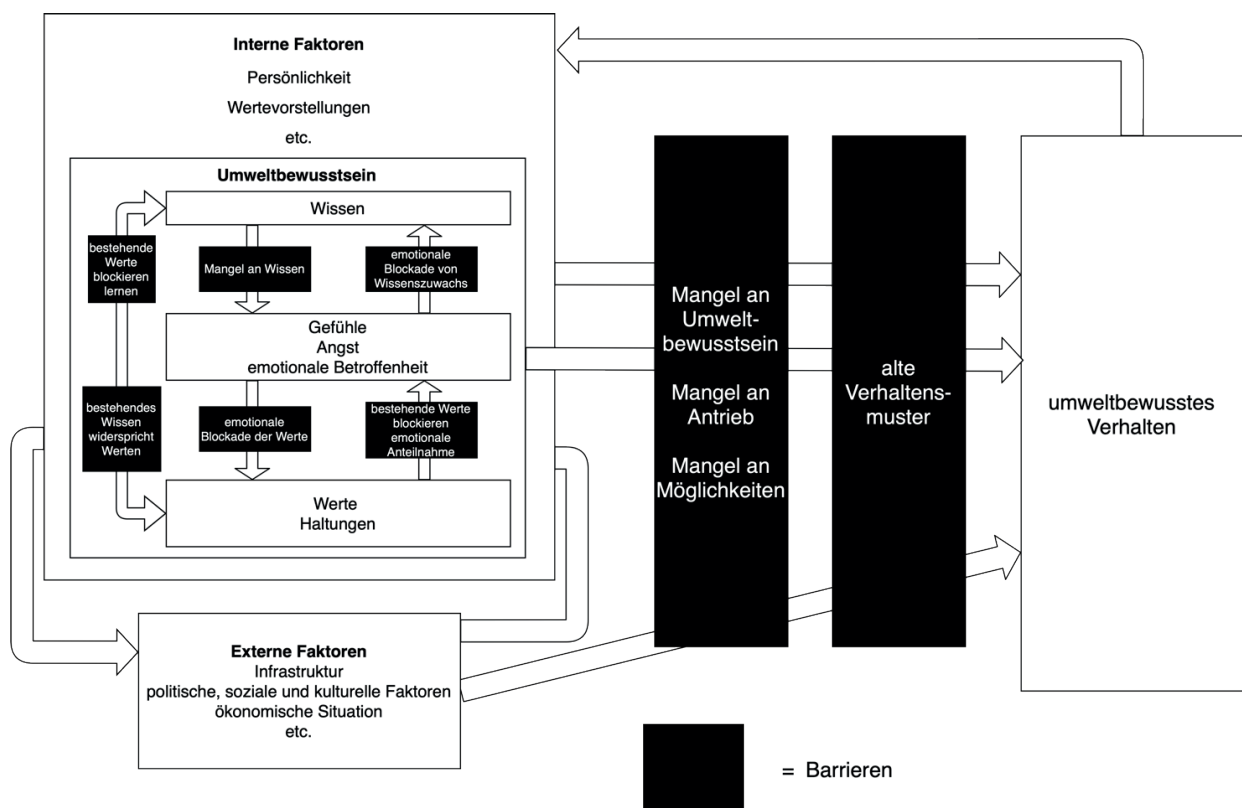 Interne Faktoren
Persönlichkeit
Wertevorstellungen
etc.
Umweltbewusstsein
Wissen
bestehende
Werte
blockieren
lernen
Mangel an Wissen
emotionale
Blockade von
Wissenszuwachs
Gefühle
Angst
emotionale Betroffenheit
bestehendes
Wissen
widerspricht
Werten
emotionale
Blockade der Werte
bestehende Werte
blockieren
emotionale
Anteilnahme
Werte
Haltungen
Externe Faktoren
Infrastruktur
politische, soziale und kulturelle Faktoren
ökonomische Situation
etc.
Mangel an
Umwelt-
bewusstsein
Mangel an
Antrieb
Mangel an
Möglichkeiten
alte
Verhaltens-
muster
umweltbewusstes
Verhalten
= Barrieren